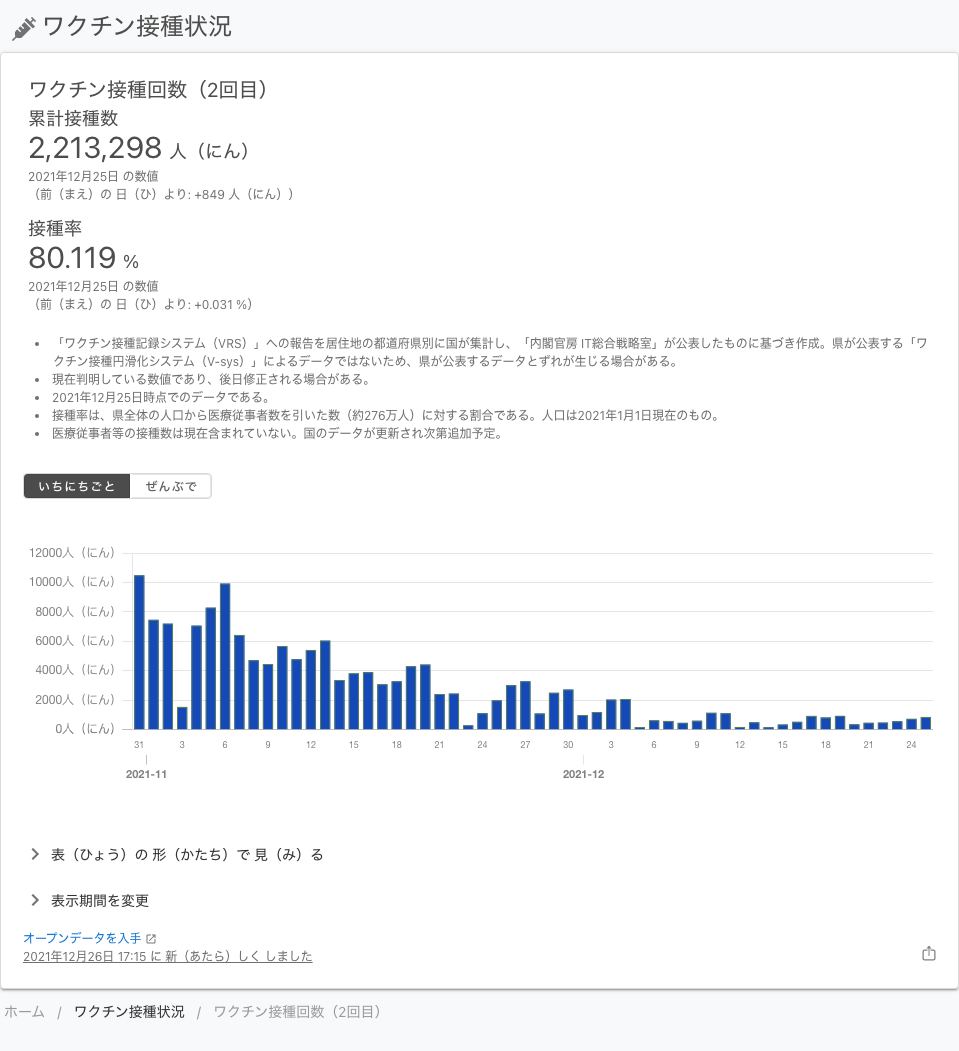 ワクチン接種状況
ワクチン接種回数（2回目）
累計接種数
2,213,298 人（にん）
2021年12月25日 の数値
（前（まえ）の 日（ひ）より: +849 人（にん））
接種率
80.119 %
2021年12月25日 の数値
（前（まえ）の 日（ひ）より: +0.031 %）
• 「ワクチン接種記録システム（VRS）」への報告を居住地の都道府県別に国が集計し、「内閣官房 IT総合戦略室」が公表したものに基づき作成。県が公表する「ワ
クチン接種円滑化システム（V-sys）」によるデータではないため、県が公表するデータとずれが生じる場合がある。
• 現在判明している数値であり、後日修正される場合がある。
• 2021年12月25日時点でのデータである。
• 接種率は、県全体の人口から医療従事者数を引いた数（約276万人）に対する割合である。人口は2021年1月1日現在のもの。
• 医療従事者等の接種数は現在含まれていない。国のデータが更新され次第追加予定。
いちにちごと ぜんぶで
12000人（にん）
10000人（にん）
8000人（にん）
6000人（にん）
4000人（にん）
2000人（にん）
0人（にん）
31 3 6 9 12 15 18 21 24 27 30 3 6 9 12 15 18 21 24
2021-11 2021-12
表（ひょう）の 形（かたち）で 見（み）る
表示期間を変更
オープンデータを入手
2021年12月26日 17:15 に 新（あたら）しく しました
ホーム / ワクチン接種状況 / ワクチン接種回数（2回目）